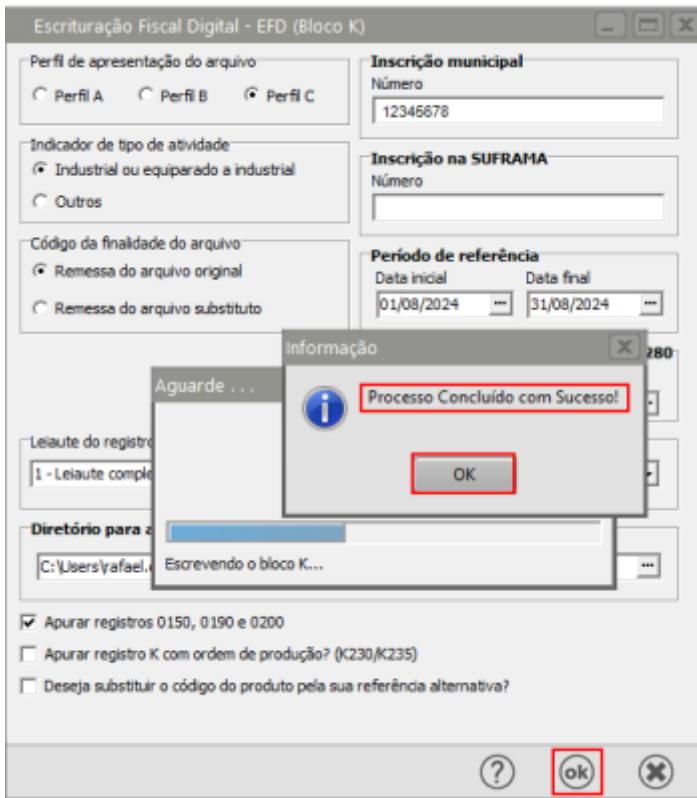 Escrituração Fiscal Digital - EFD (Bloco K)
Perfil de apresentação do arquivo
Perfil A Perfil B Perfil C
Inscrição municipal
Número
12345678
Indicador de tipo de atividade
Industrial ou equiparado a industrial
Outros
Inscrição na SUFRAMA
Número
Código da finalidade do arquivo
Remessa do arquivo original
Remessa do arquivo substituto
Período de referência
Data inicial Data final
01/08/2024 ... 31/08/2024 ...
Informação
280
Aguarde . . .
Processo Concluído com Sucesso!
OK
Leiaute do registro
1 - Leiaute comple
Diretório para a
C:\Users\rafael.
...
Escrevendo o bloco K...
Apurar registros 0150, 0190 e 0200
Apurar registro K com ordem de produção? (K230/K235)
Deseja substituir o código do produto pela sua referência alternativa?
? ok